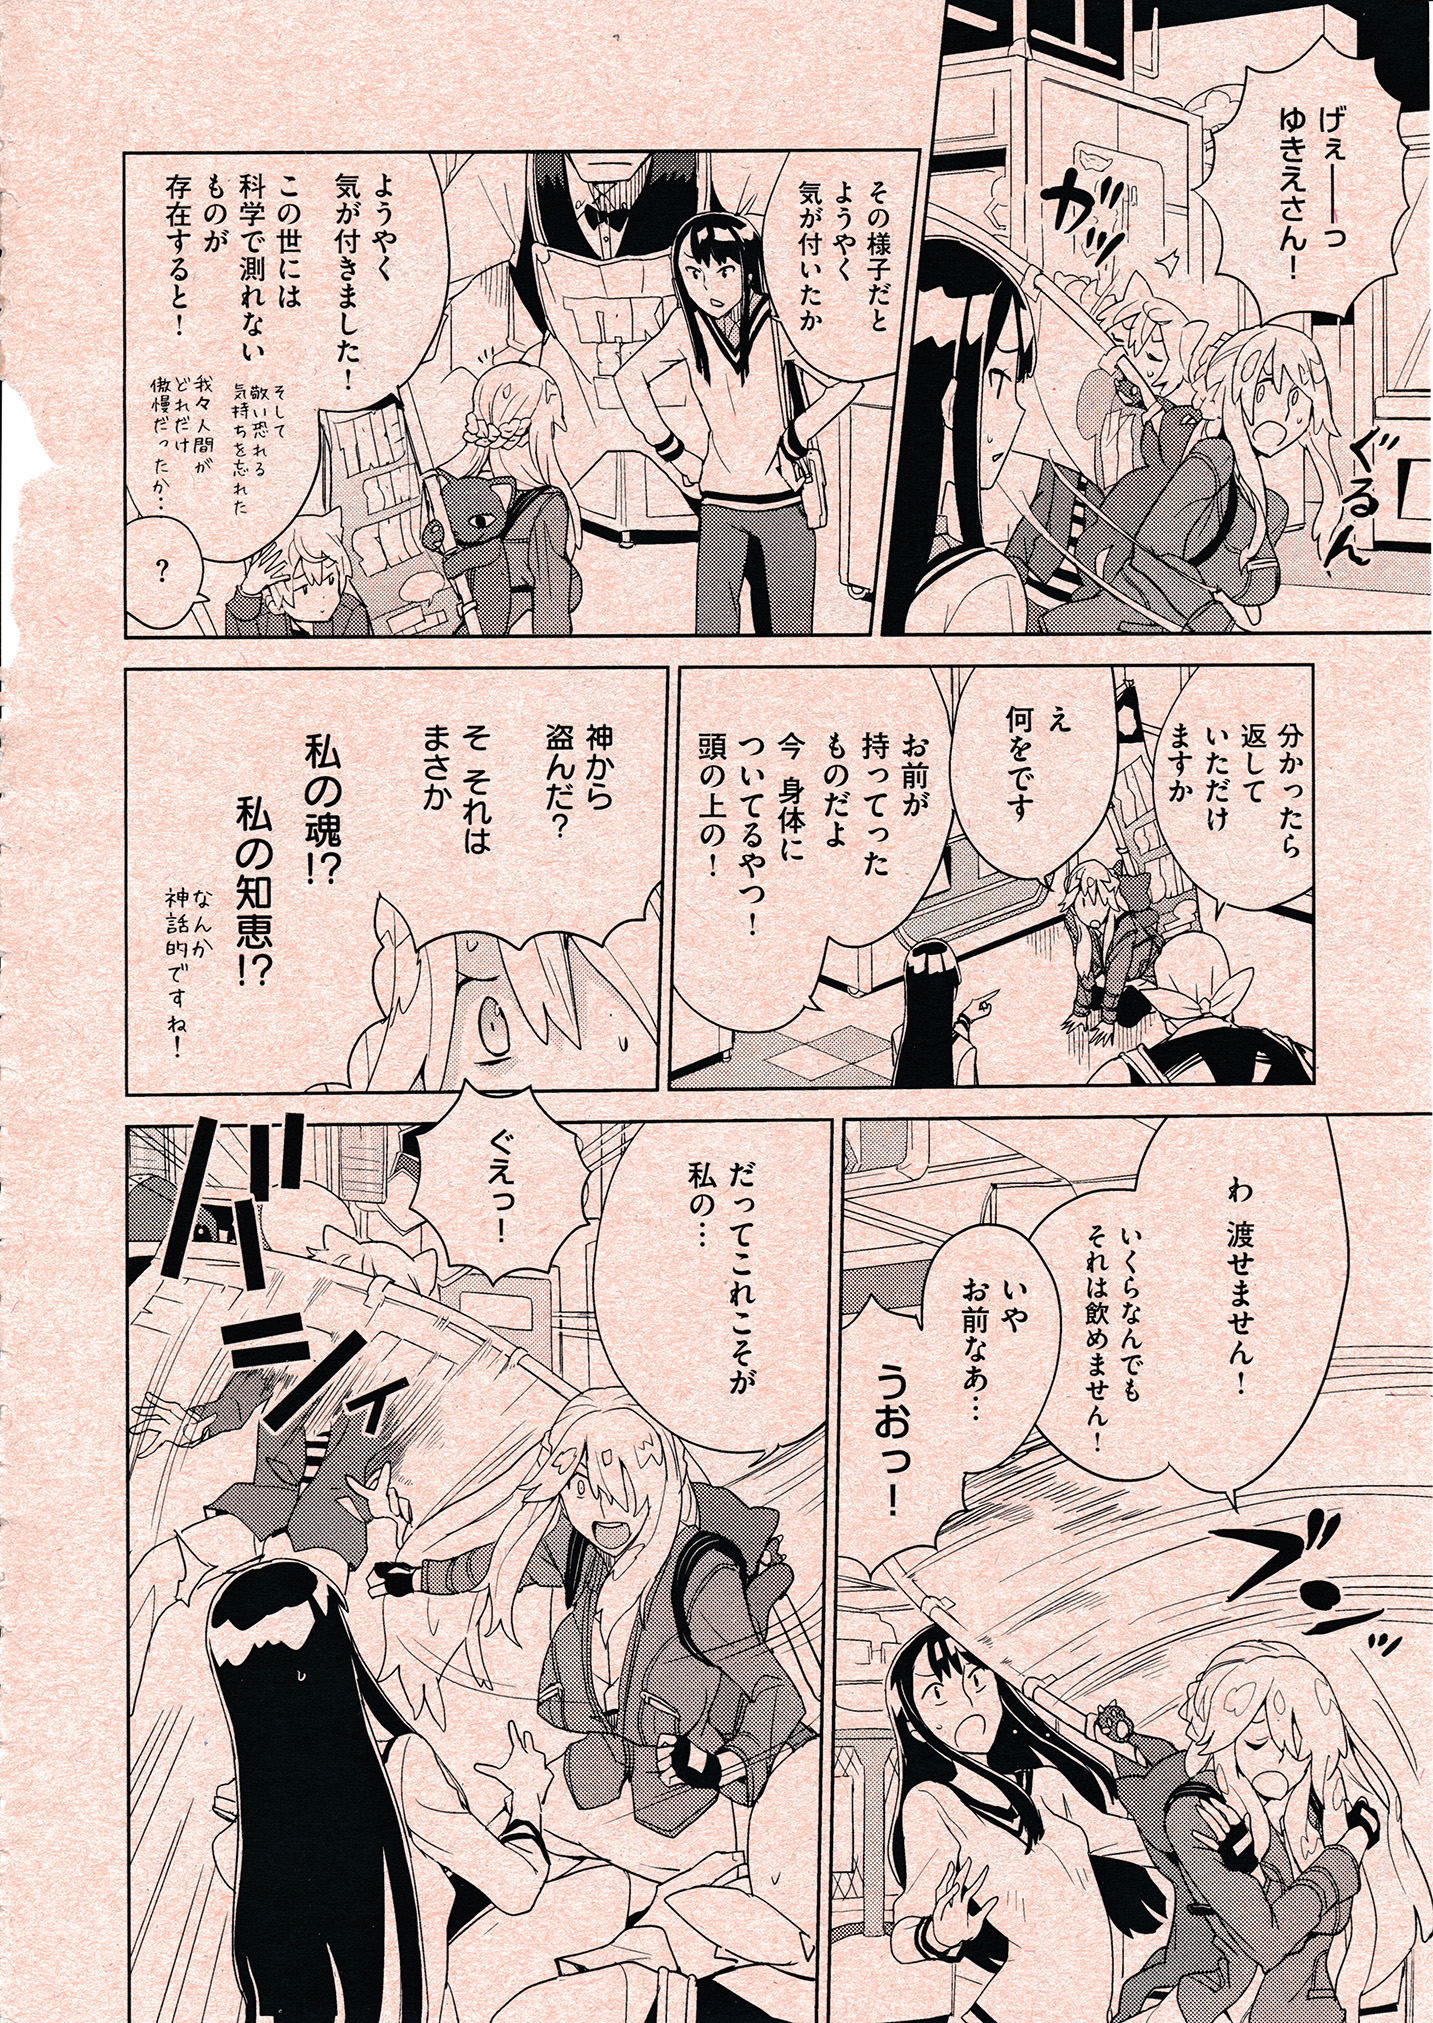 げぇーーっ
ゆきえさん！
ガッ
ぐるん
その様子だと
ようやく
気が付いたか
ようやく
気が付きました！
この世には
科学で測れない
ものが
存在すると！
そして
敬い恐れる
気持ちを忘れた
我々人間が
どれだけ
傲慢だったか…
？
分かったら
返して
いただけ
ますか
え
何をです
お前が
持ってった
ものだよ
今 身体に
ついてるやつ！
頭の上の！
神から
盗んだ？
そ それは
まさか
私の魂!?
私の知恵!?
なんか
神話的ですね！
わ 渡せません！
いくらなんでも
それは飲めません！
いや
お前なあ…
うおっ！
ブンッ
だってこれこそが
私の…
ぐえっ！
バシィ